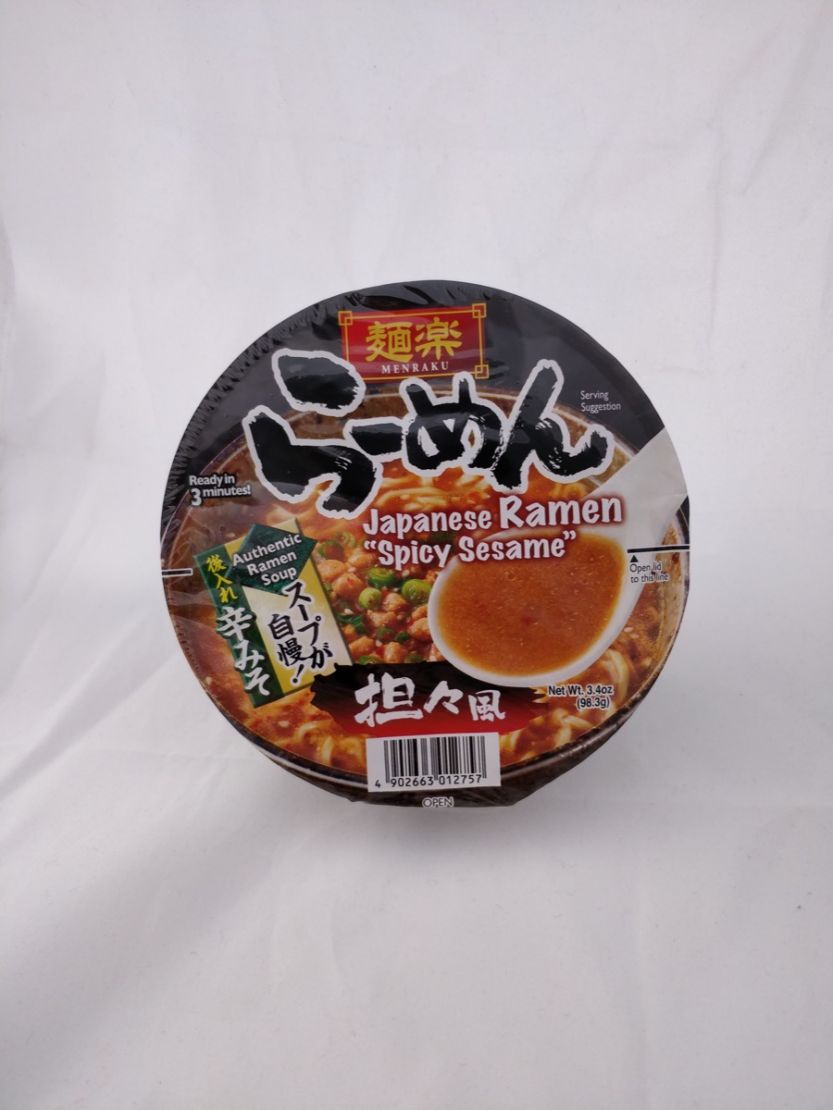 麺楽
MENRAKU
らーめん
Serving
Suggestion
Ready in
3 minutes!
Japanese Ramen
"Spicy Sesame"
Authentic
Ramen
Soup
後入れ
辛みそ
スープが
自慢!
Open lid
to this line
担々風
Net Wt. 3.4oz
(98.3g)
4 902663 012757
OPEN